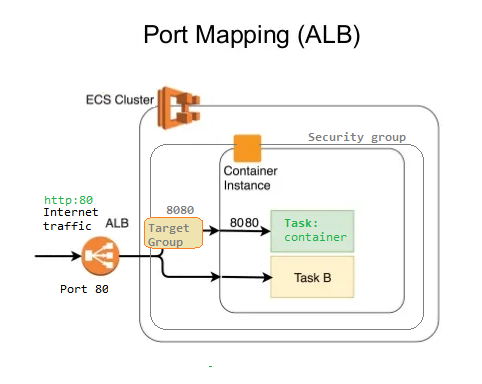 Port Mapping (ALB)
ECS Cluster
Security group
Container
Instance
http:80
Internet
traffic
ALB
8080
Target
Group
8080
Task:
container
Port 80
Task B